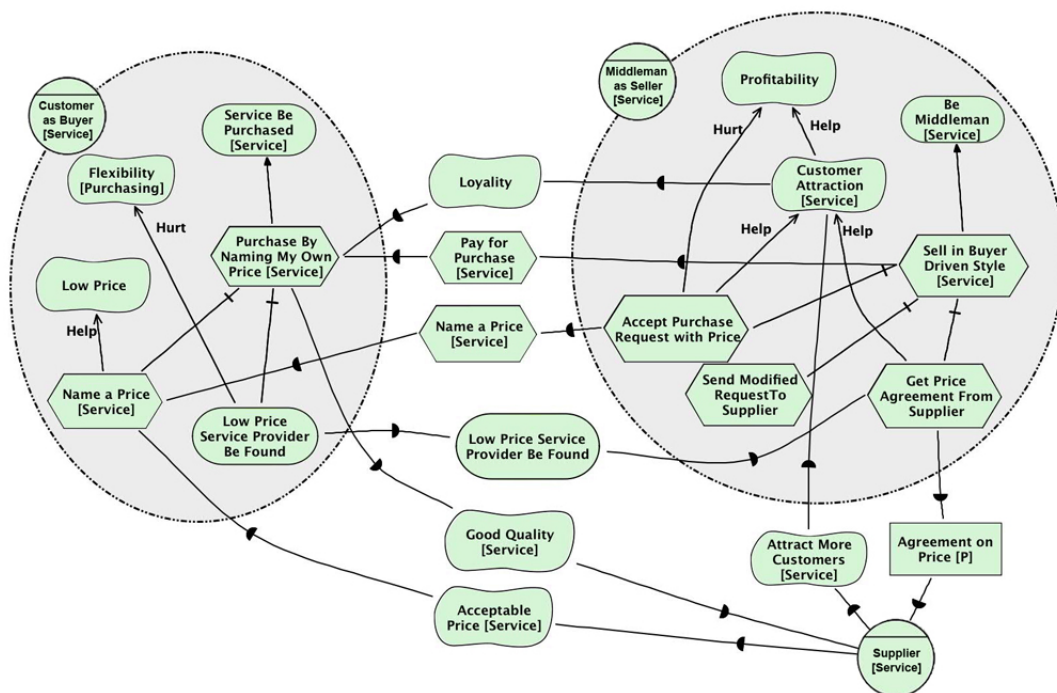 Customer
as Buyer
[Service]
Service Be
Purchased
[Service]
Flexibility
[Purchasing]
Hurt
Purchase By
Naming My Own
Price [Service]
Low Price
Help
Name a Price
[Service]
Low Price
Service Provider
Be Found
Loyality
Pay for
Purchase
[Service]
Name a Price
[Service]
Low Price Service
Provider Be Found
Good Quality
[Service]
Acceptable
Price [Service]
Middleman
as Seller
[Service]
Profitability
Be
Middleman
[Service]
Hurt
Help
Customer
Attraction
[Service]
Help
Help
Sell in Buyer
Driven Style
[Service]
Accept Purchase
Request with Price
Send Modified
RequestTo
Supplier
Get Price
Agreement From
Supplier
Attract More
Customers
[Service]
Agreement on
Price [P]
Supplier
[Service]